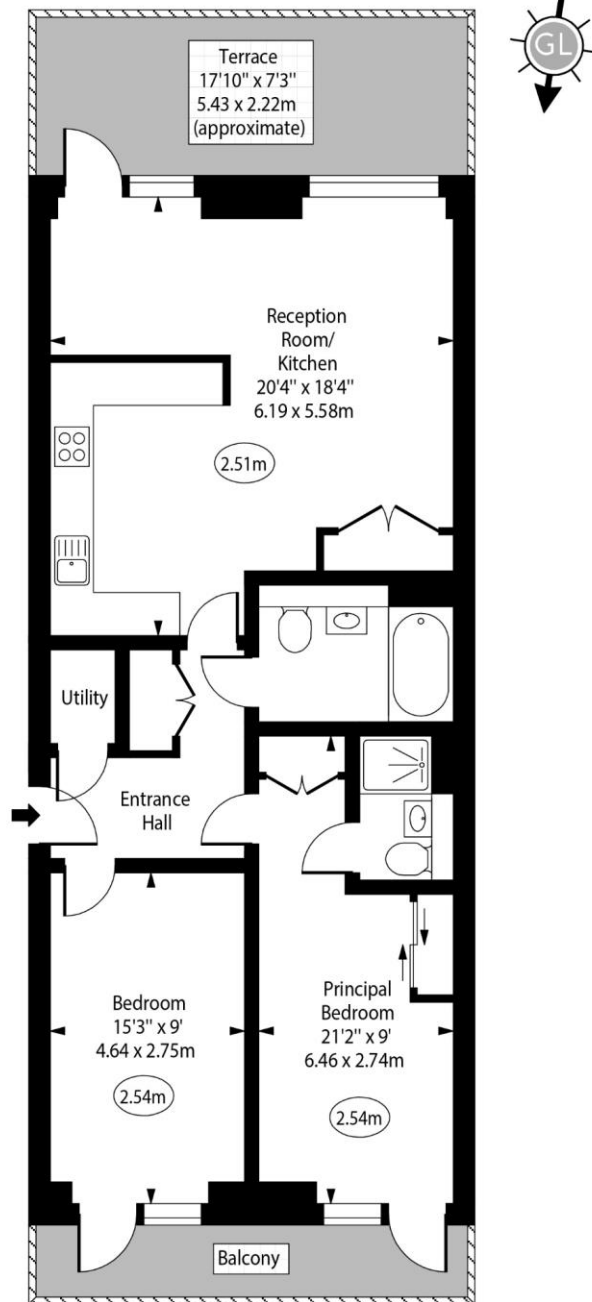 Terrace
17'10" x 7'3"
5.43 x 2.22m
(approximate)
GL
Reception
Room/
Kitchen
20'4" x 18'4"
6.19 x 5.58m
2.51m
Utility
Entrance
Hall
Bedroom
15'3" x 9'
4.64 x 2.75m
2.54m
Principal
Bedroom
21'2" x 9'
6.46 x 2.74m
2.54m
Balcony